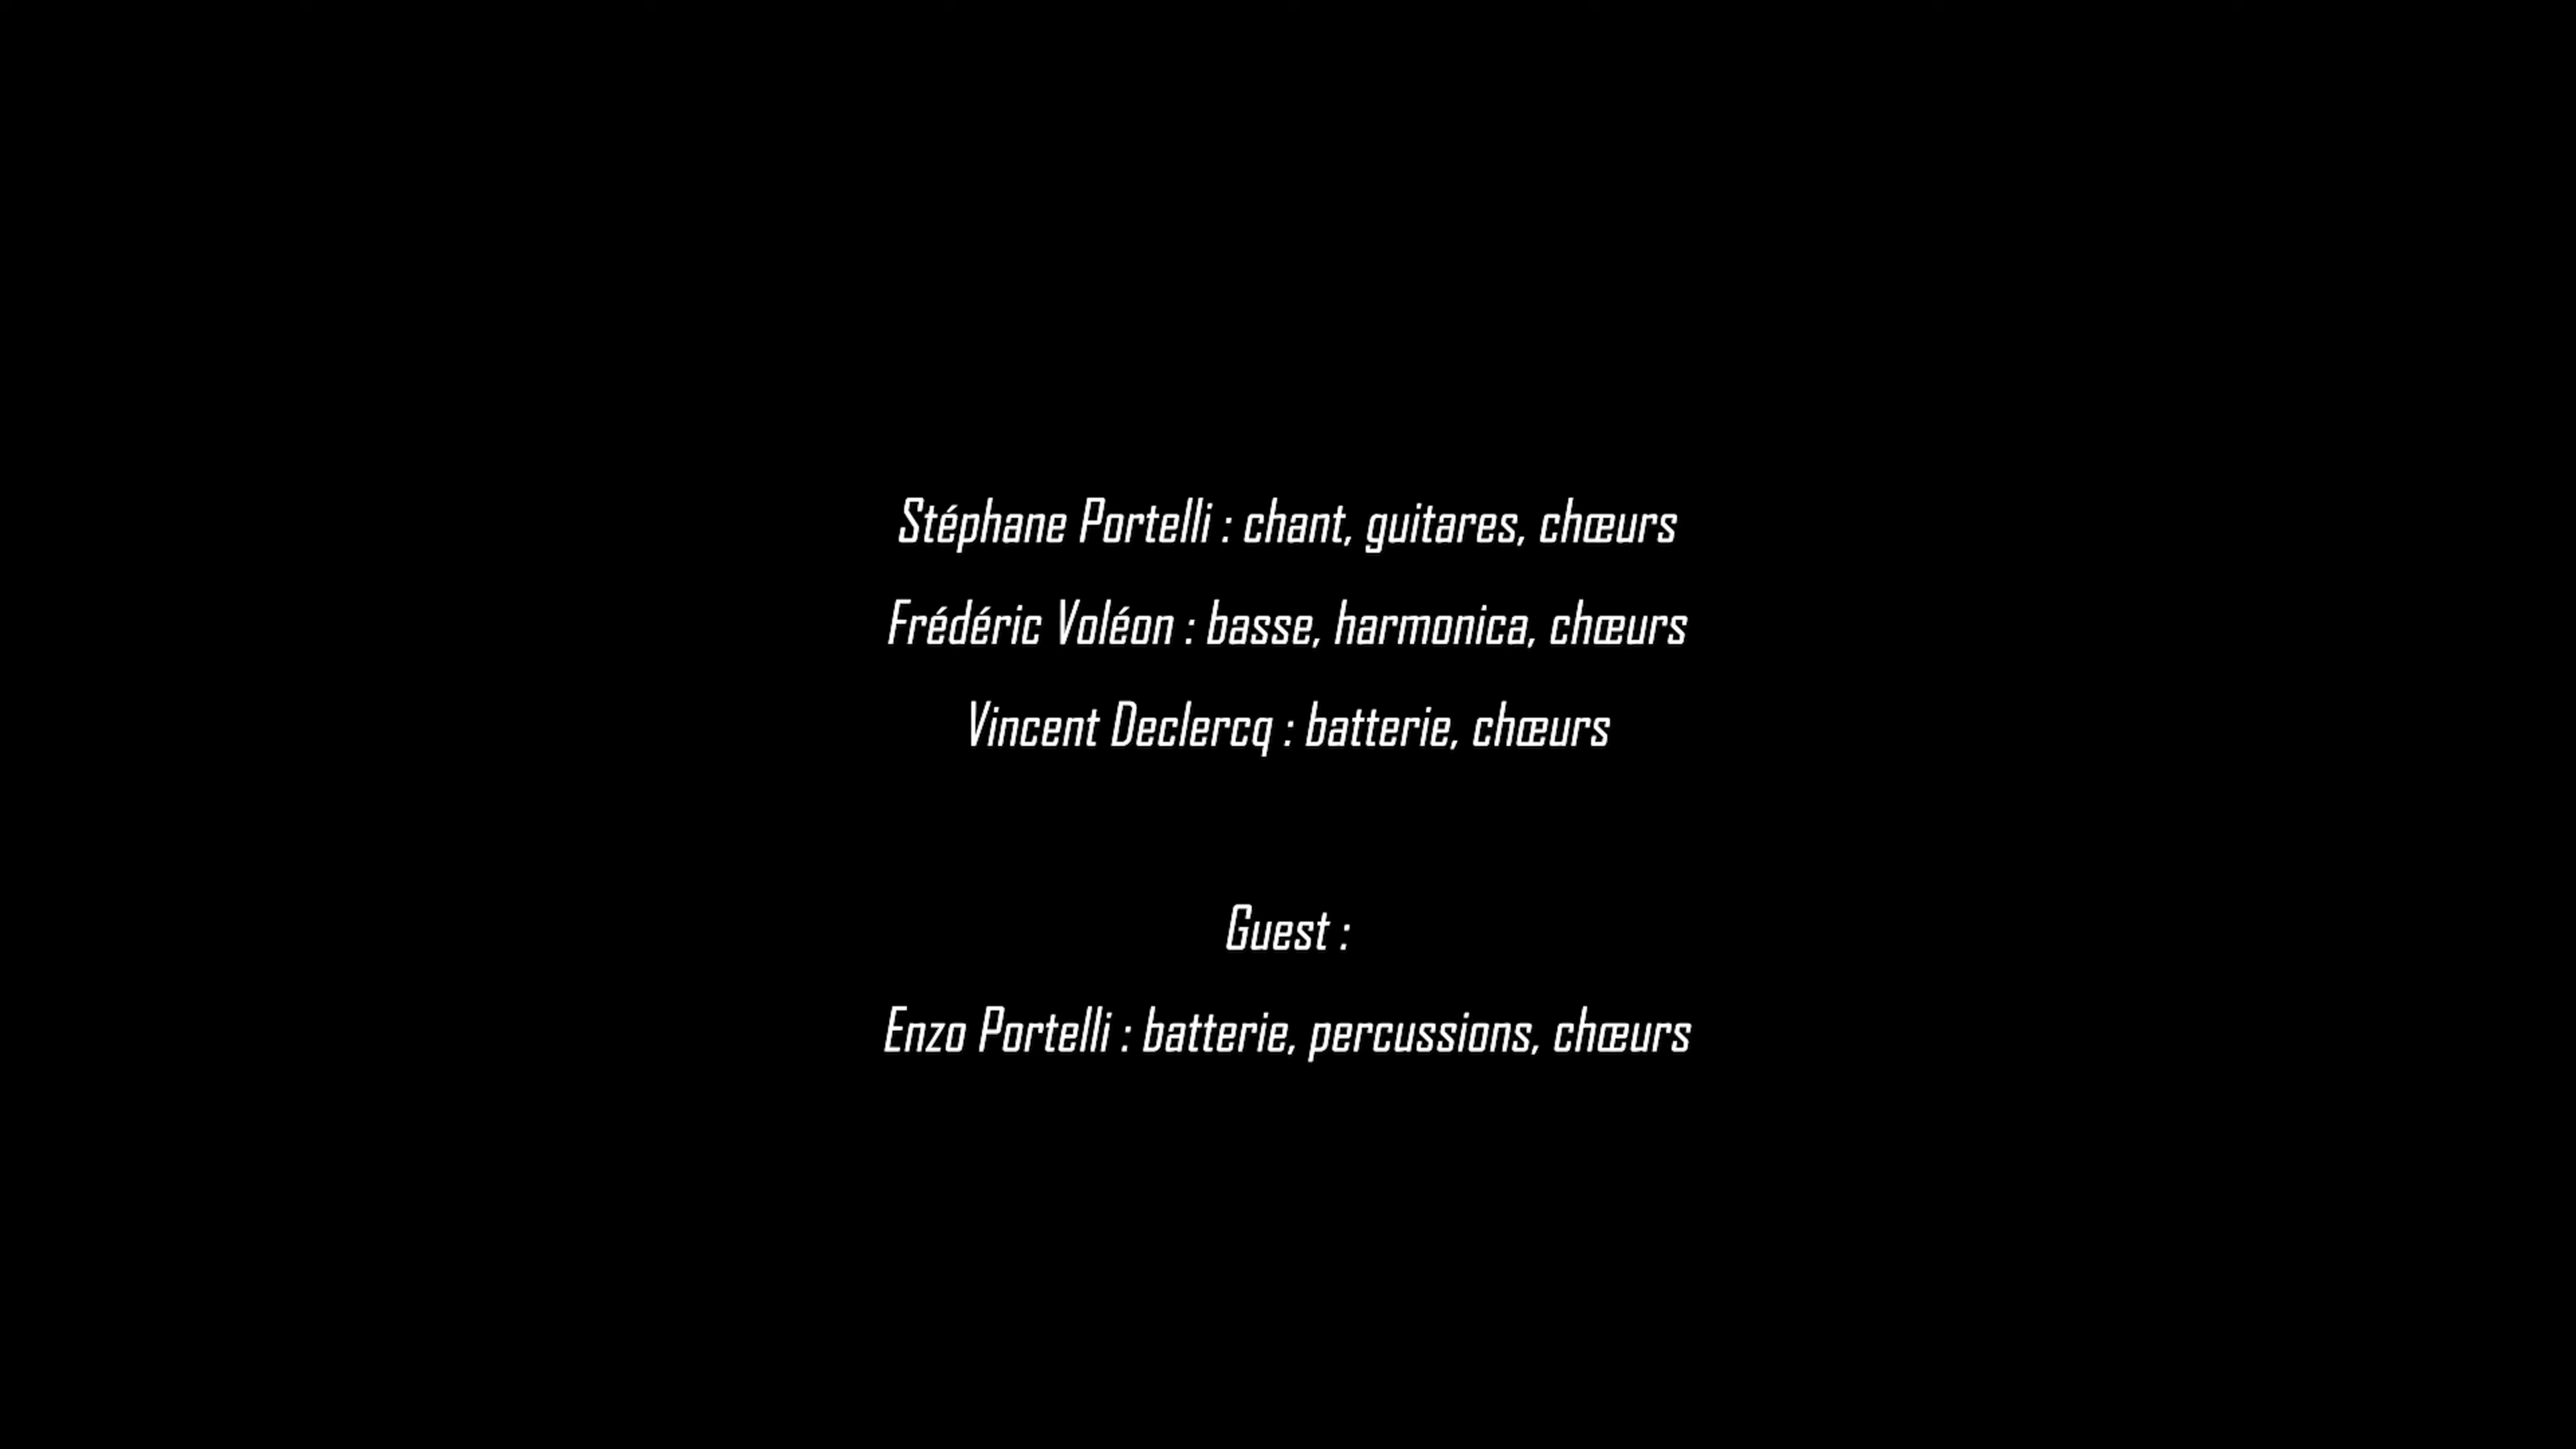 Stéphane Portelli : chant, guitares, chœurs
Frédéric Voléon : basse, harmonica, chœurs
Vincent Declercq : batterie, chœurs
Guest :
Enzo Portelli : batterie, percussions, chœurs